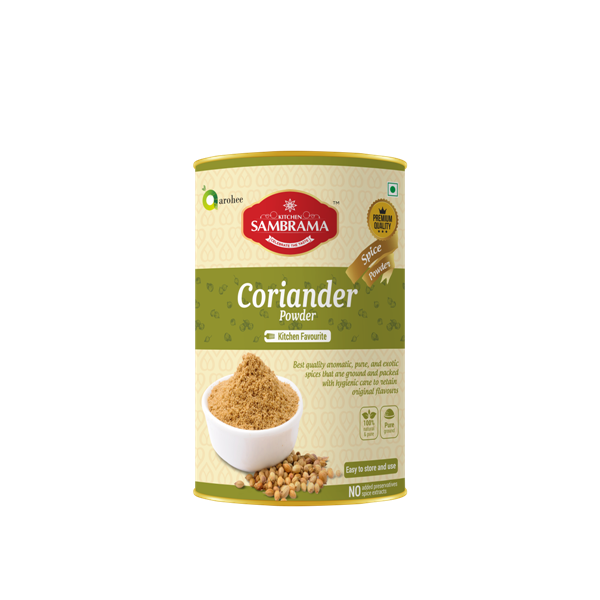 arohee
KITCHEN
SAMBRAMA
CELEBRATE THE TASTE
TM
PREMIUM
QUALITY
Spice
Powder
Coriander
Powder
Kitchen Favourite
Best quality aromatic, pure, and exotic
spices that are ground and packed
with hygienic care to retain
original flavours
100%
natural
& pure
Pure
Easy to store and use
NO added preservatives
spice extracts